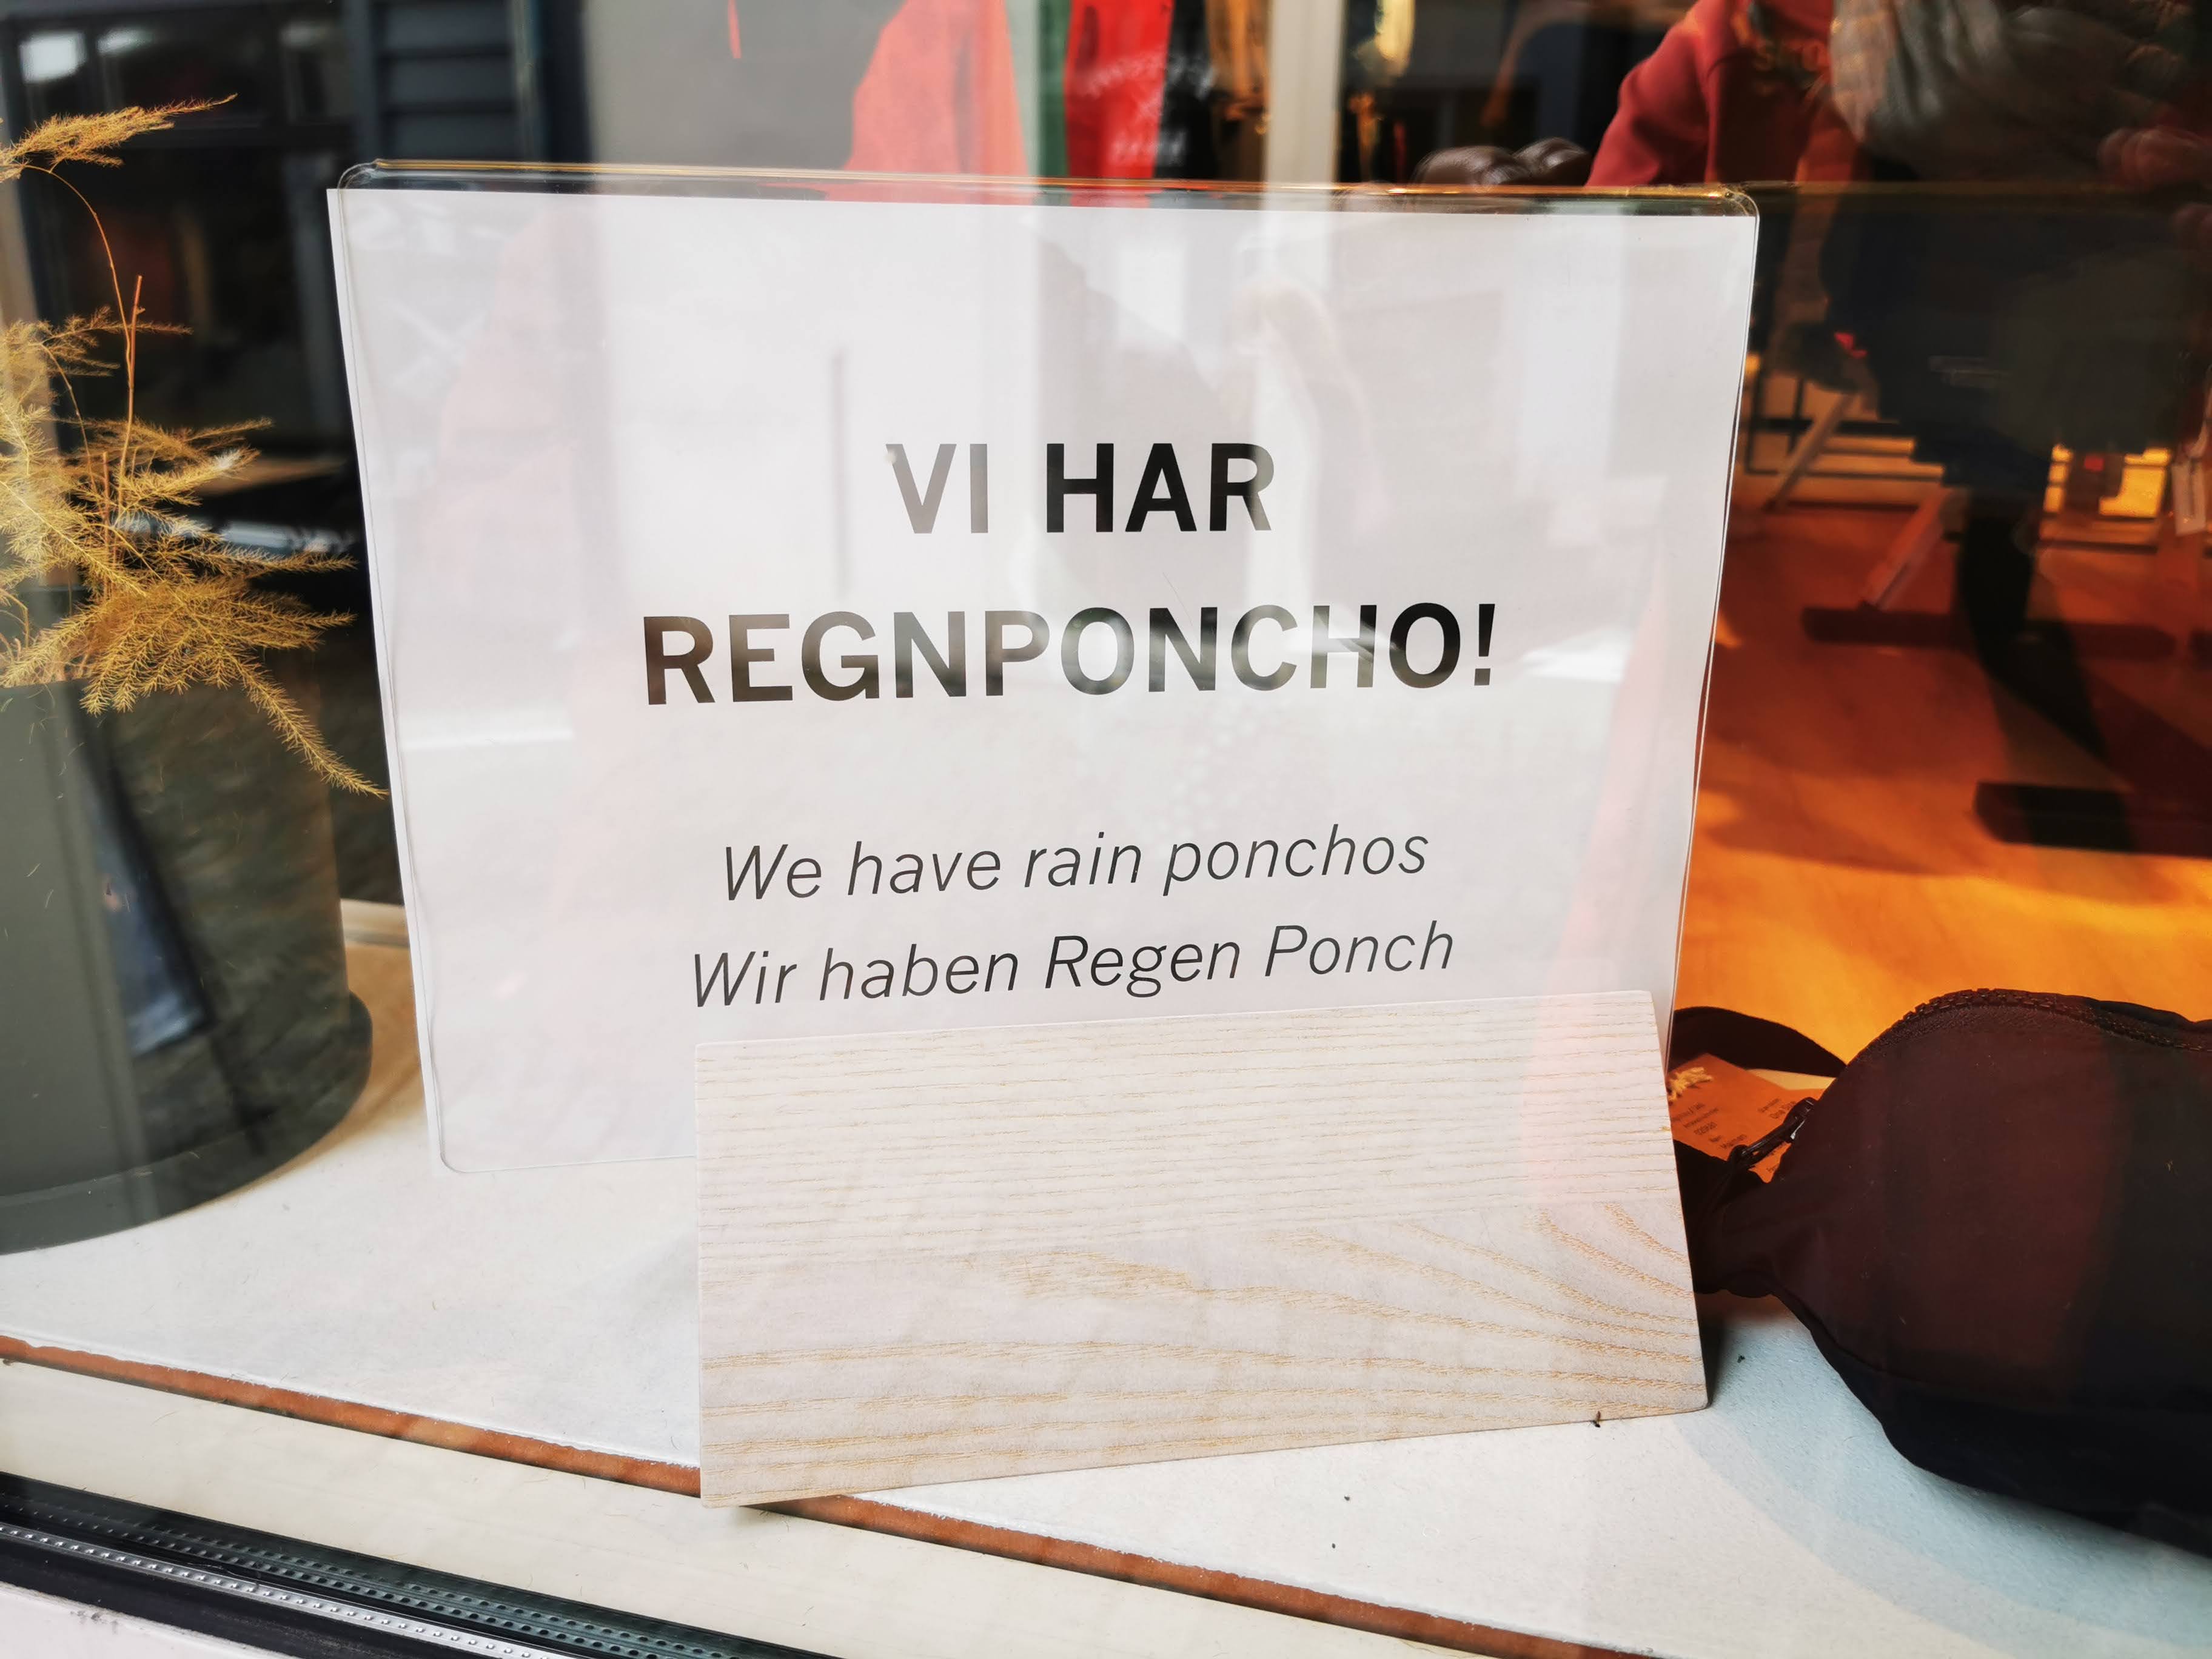 VI HAR
REGNPONCHO!
We have rain ponchos
Wir haben Regen Ponch